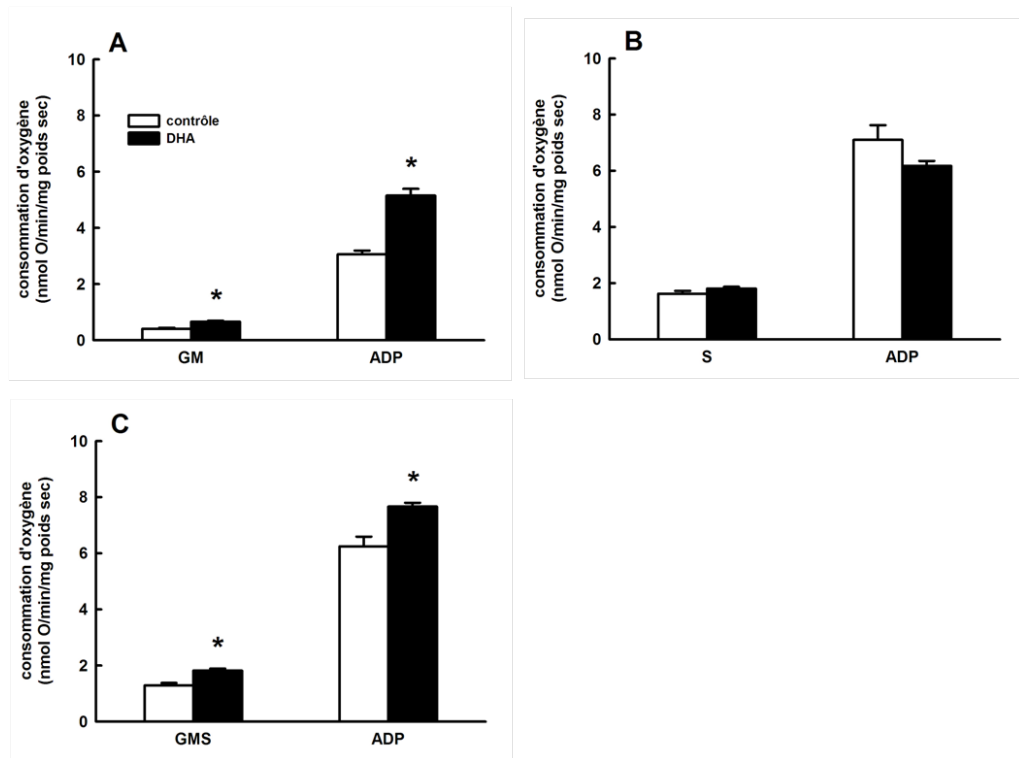 A
10
8
6
4
2
0
consommation d'oxygène
(nmol O/min/mg poids sec)
contrôle
DHA
*
*
GM
ADP
B
10
8
6
4
2
0
consommation d'oxygène
(nmol O/min/mg poids sec)
S
ADP
C
10
8
6
4
2
0
consommation d'oxygène
(nmol O/min/mg poids sec)
*
*
GMS
ADP